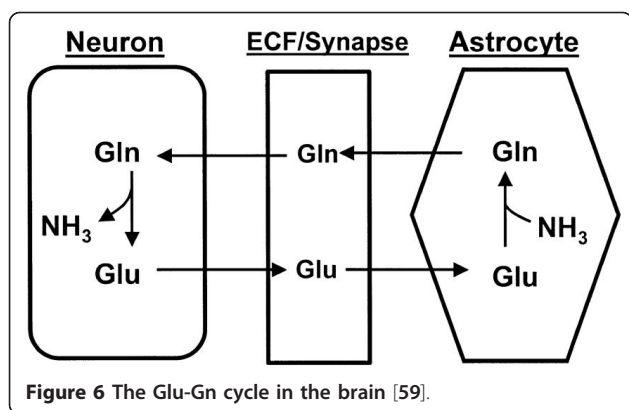 Neuron ECF/Synapse Astrocyte
Gln Gln Gln
NH₃ NH₃
Glu Glu Glu
Figure 6 The Glu-Gn cycle in the brain [59].